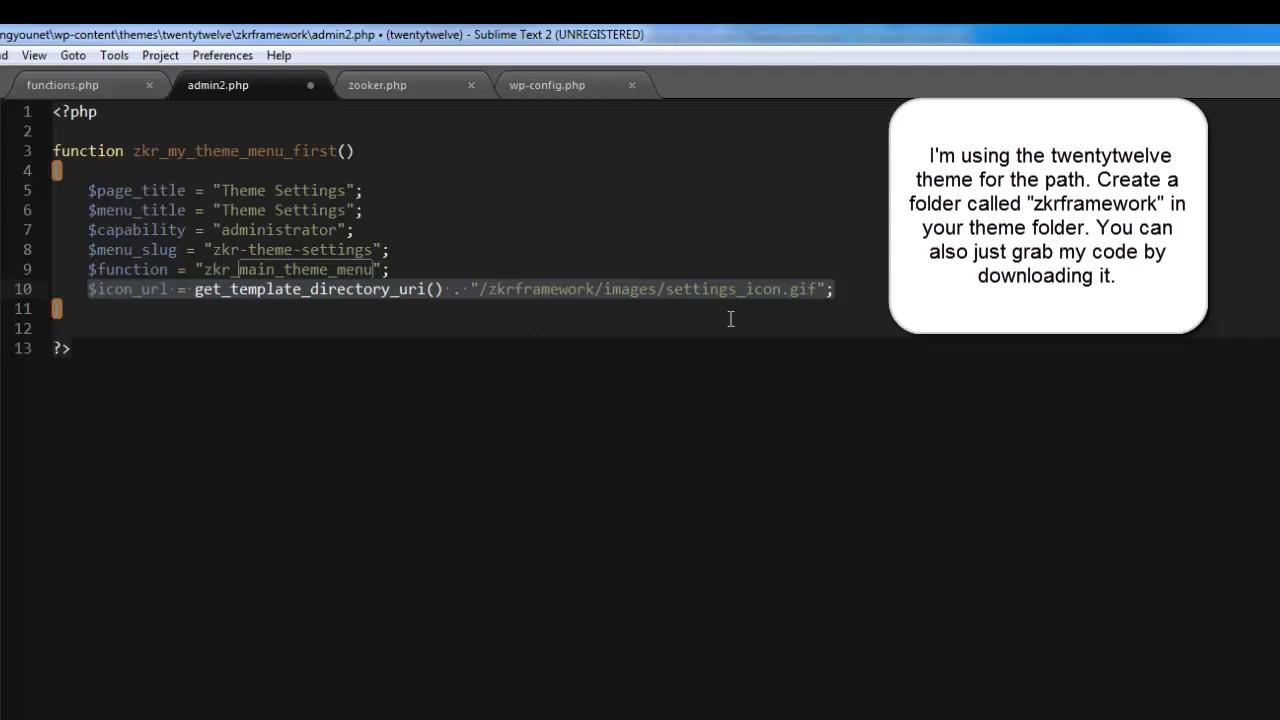 ngyounet\wp-content\themes\twentytwelve\zkrframework\admin2.php • (twentytwelve) - Sublime Text 2 (UNREGISTERED)
d View Goto Tools Project Preferences Help
functions.php × admin2.php zooker.php × wp-config.php ×
1 <?php
2
3 function zkr_my_theme_menu_first()
4 {
5 $page_title = "Theme Settings";
6 $menu_title = "Theme Settings";
7 $capability = "administrator";
8 $menu_slug = "zkr-theme-settings";
9 $function = "zkr_main_theme_menu";
10 $icon_url = get_template_directory_uri() . "/zkrframework/images/settings_icon.gif";
11 }
12
13 ?>
I'm using the twentytwelve
theme for the path. Create a
folder called "zkrframework" in
your theme folder. You can
also just grab my code by
downloading it.